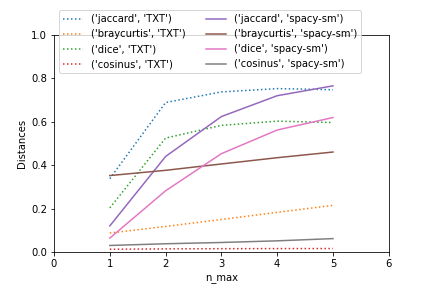 ('jaccard', 'TXT') ('jaccard', 'spacy-sm')
('braycurtis', 'TXT') ('braycurtis', 'spacy-sm')
('dice', 'TXT') ('dice', 'spacy-sm')
('cosinus', 'TXT') ('cosinus', 'spacy-sm')
1.0
0.8
0.6
0.4
0.2
0.0
Distances
0 1 2 3 4 5 6
n_max